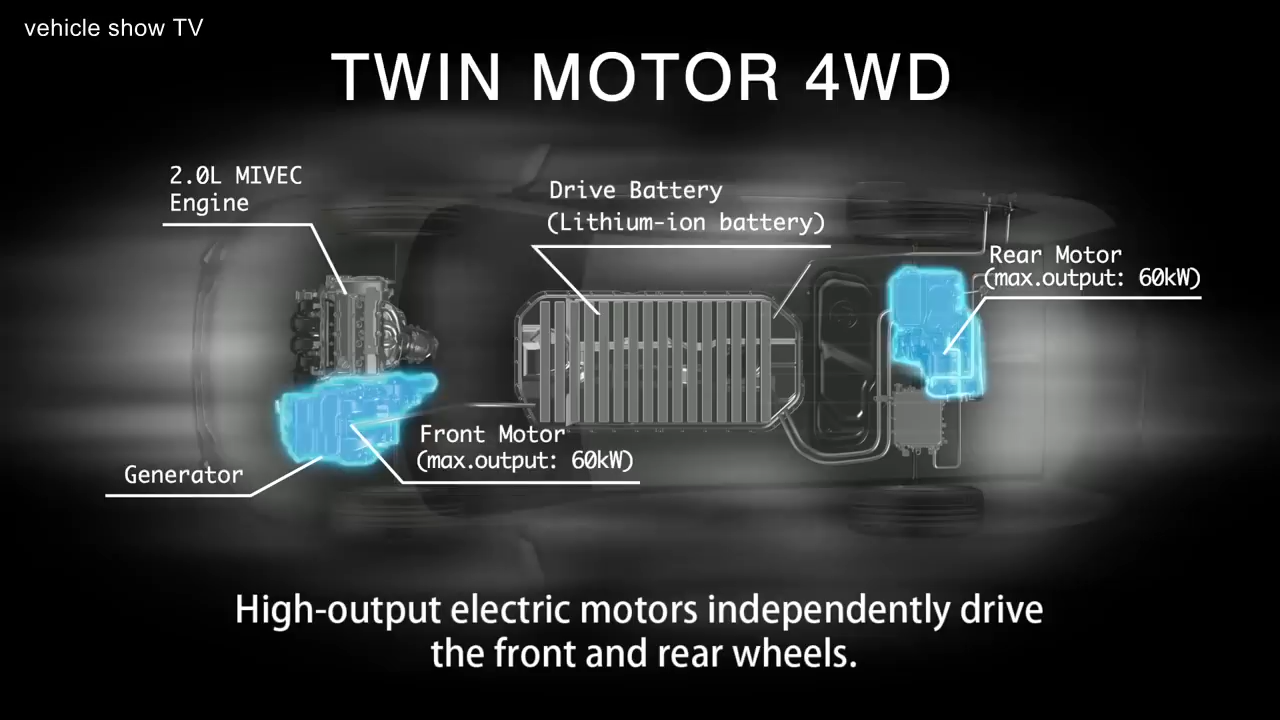 vehicle show TV
TWIN MOTOR 4WD
2.0L MIVEC
Engine
Drive Battery
(Lithium-ion battery)
Rear Motor
(max.output: 60kW)
Front Motor
(max.output: 60kW)
Generator
High-output electric motors independently drive
the front and rear wheels.